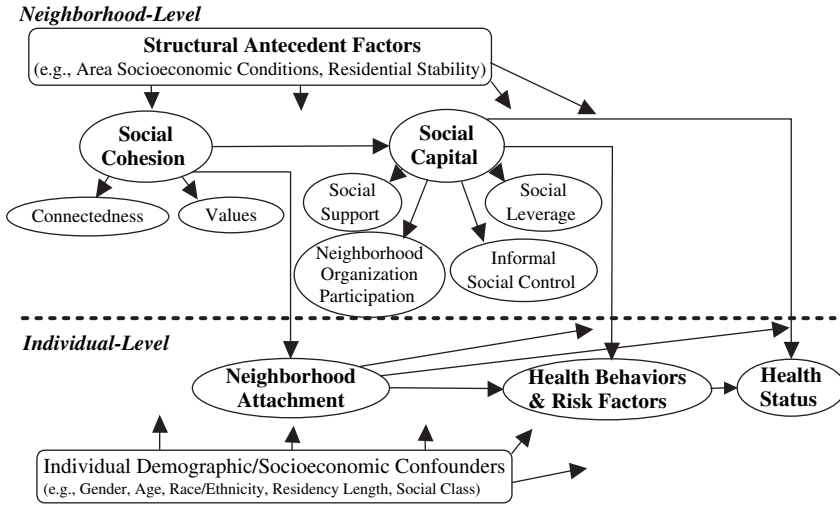 Neighborhood-Level
Structural Antecedent Factors
(e.g., Area Socioeconomic Conditions, Residential Stability)
Social
Cohesion
Social
Capital
Connectedness
Values
Social
Support
Social
Leverage
Neighborhood
Organization
Participation
Informal
Social Control
Individual-Level
Neighborhood
Attachment
Health Behaviors
& Risk Factors
Health
Status
Individual Demographic/Socioeconomic Confounders
(e.g., Gender, Age, Race/Ethnicity, Residency Length, Social Class)